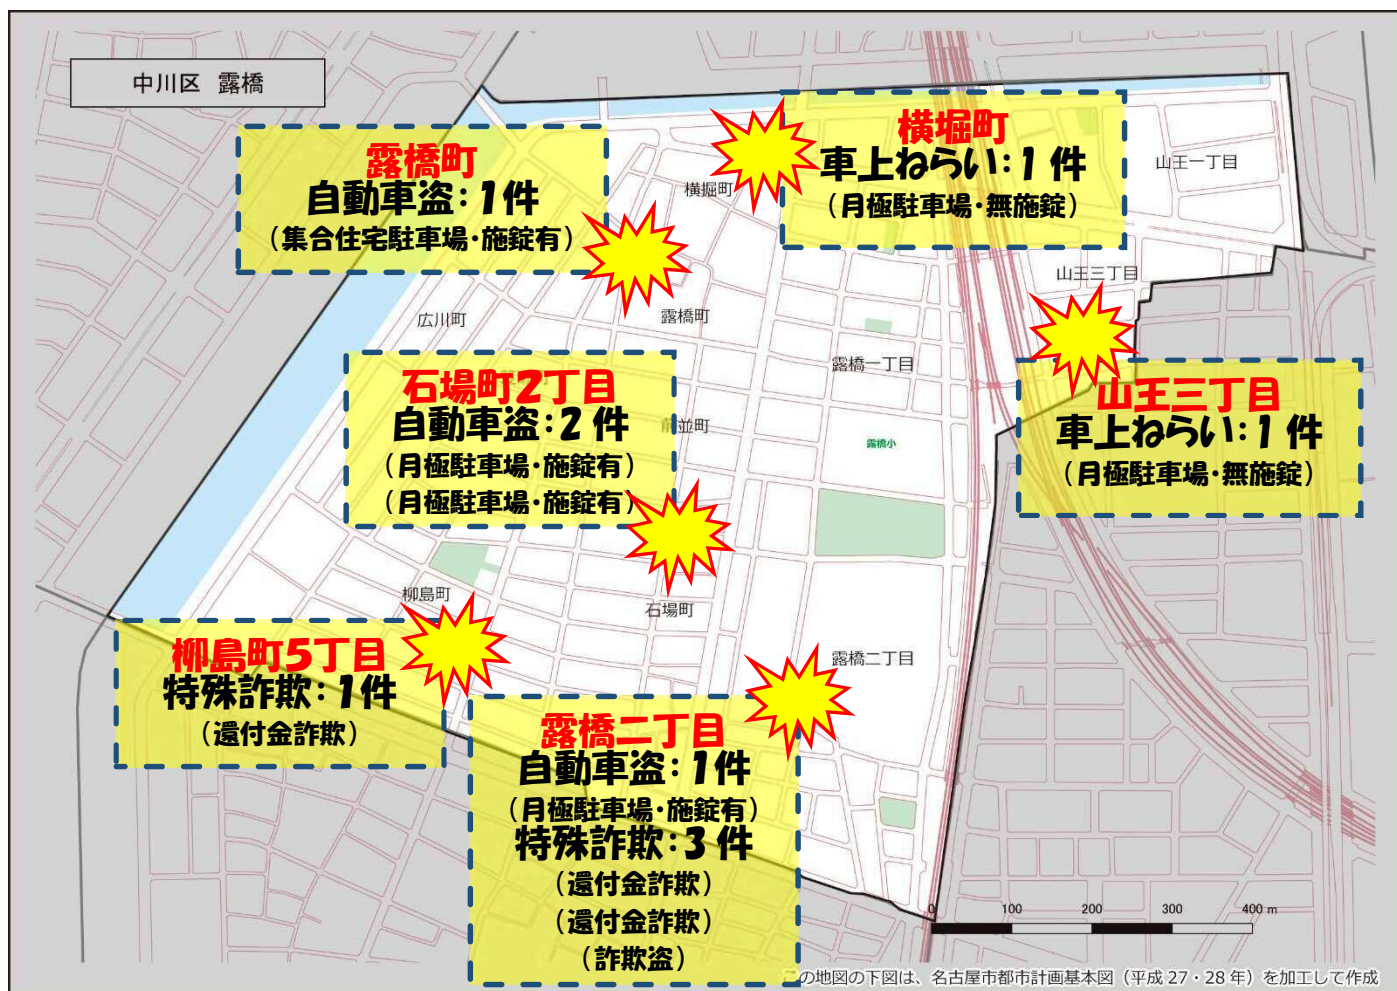 中川区 露橋
露橋町
自動車盗:1件
(集合住宅駐車場・施錠有)
横堀町
車上ねらい:1件
(月極駐車場・無施錠)
山王一丁目
横堀町
山王三丁目
広川町
露橋町
露橋一丁目
石場町2丁目
自動車盗:2件
(月極駐車場・施錠有)
(月極駐車場・施錠有)
並町
露橋小
山王三丁目
車上ねらい:1件
(月極駐車場・無施錠)
柳島町
石場町
露橋二丁目
柳島町5丁目
特殊詐欺:1件
(還付金詐欺)
露橋二丁目
自動車盗:1件
(月極駐車場・施錠有)
特殊詐欺:3件
(還付金詐欺)
(還付金詐欺)
(詐欺盗)
0 100 200 300 400 m
この地図の下図は、名古屋市都市計画基本図(平成27・28年)を加工して作成